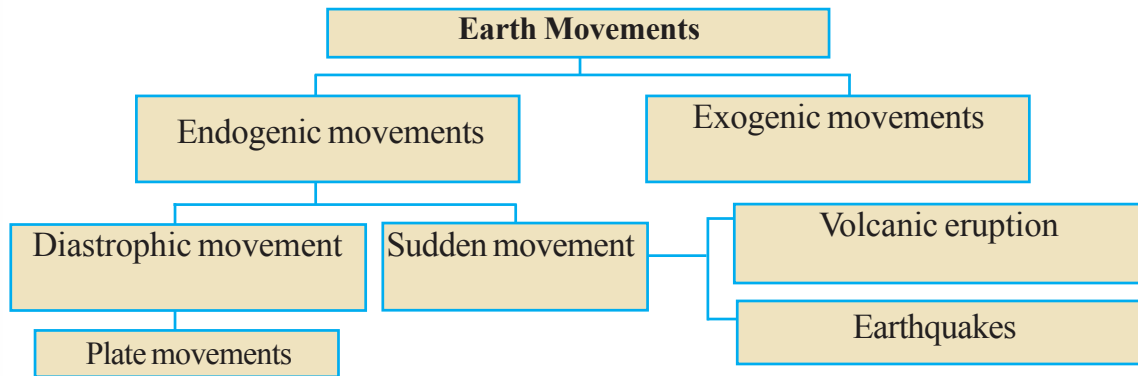 Earth Movements
Endogenic movements
Exogenic movements
Diastrophic movement
Sudden movement
Volcanic eruption
Earthquakes
Plate movements